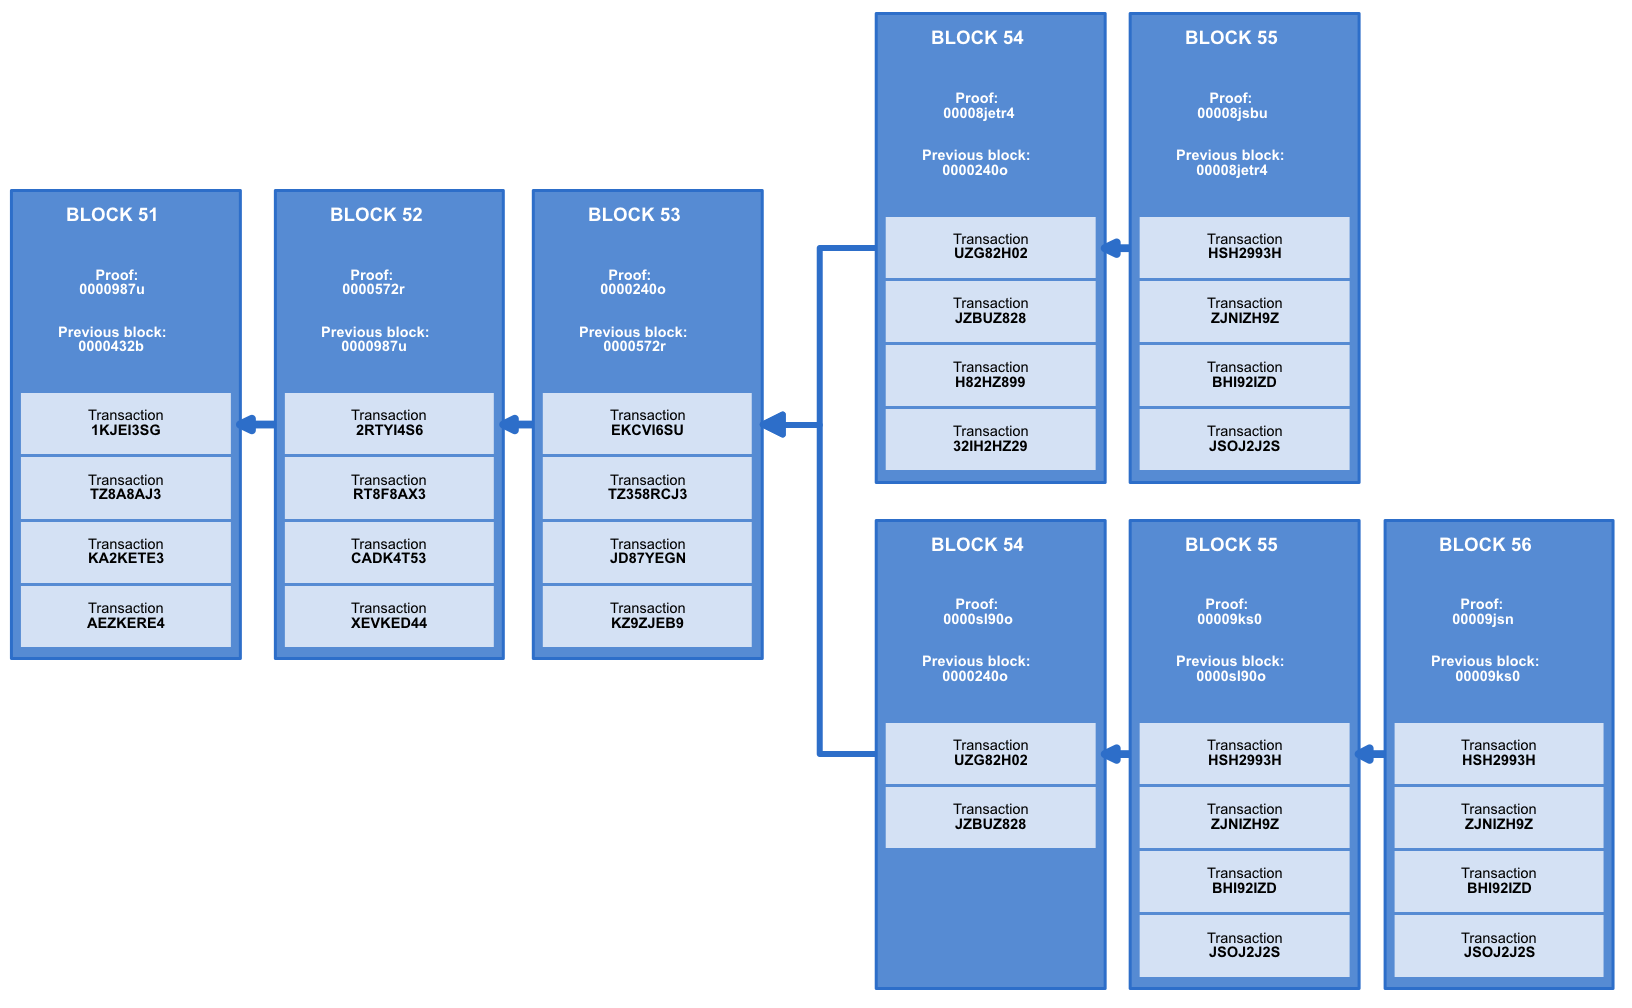 BLOCK 51
Proof:
0000987u
Previous block:
0000432b
Transaction
1KJEI3SG
Transaction
TZ8A8AJ3
Transaction
KA2KETE3
Transaction
AEZKERE4
BLOCK 52
Proof:
0000572r
Previous block:
0000987u
Transaction
2RTYI4S6
Transaction
RT8F8AX3
Transaction
CADK4T53
Transaction
XEVKED44
BLOCK 53
Proof:
0000240o
Previous block:
0000572r
Transaction
EKCVI6SU
Transaction
TZ358RCJ3
Transaction
JD87YEGN
Transaction
KZ9ZJEB9
BLOCK 54
Proof:
00008jetr4
Previous block:
0000240o
Transaction
UZG82H02
Transaction
JZBUZ828
Transaction
H82HZ899
Transaction
32IH2HZ29
BLOCK 55
Proof:
00008jsbu
Previous block:
00008jetr4
Transaction
HSH2993H
Transaction
ZJNIZH9Z
Transaction
BHI92IZD
Transaction
JSOJ2J2S
BLOCK 54
Proof:
0000sl90o
Previous block:
0000240o
Transaction
UZG82H02
Transaction
JZBUZ828
BLOCK 55
Proof:
00009ks0
Previous block:
0000sl90o
Transaction
HSH2993H
Transaction
ZJNIZH9Z
Transaction
BHI92IZD
Transaction
JSOJ2J2S
BLOCK 56
Proof:
00009jsn
Previous block:
00009ks0
Transaction
HSH2993H
Transaction
ZJNIZH9Z
Transaction
BHI92IZD
Transaction
JSOJ2J2S